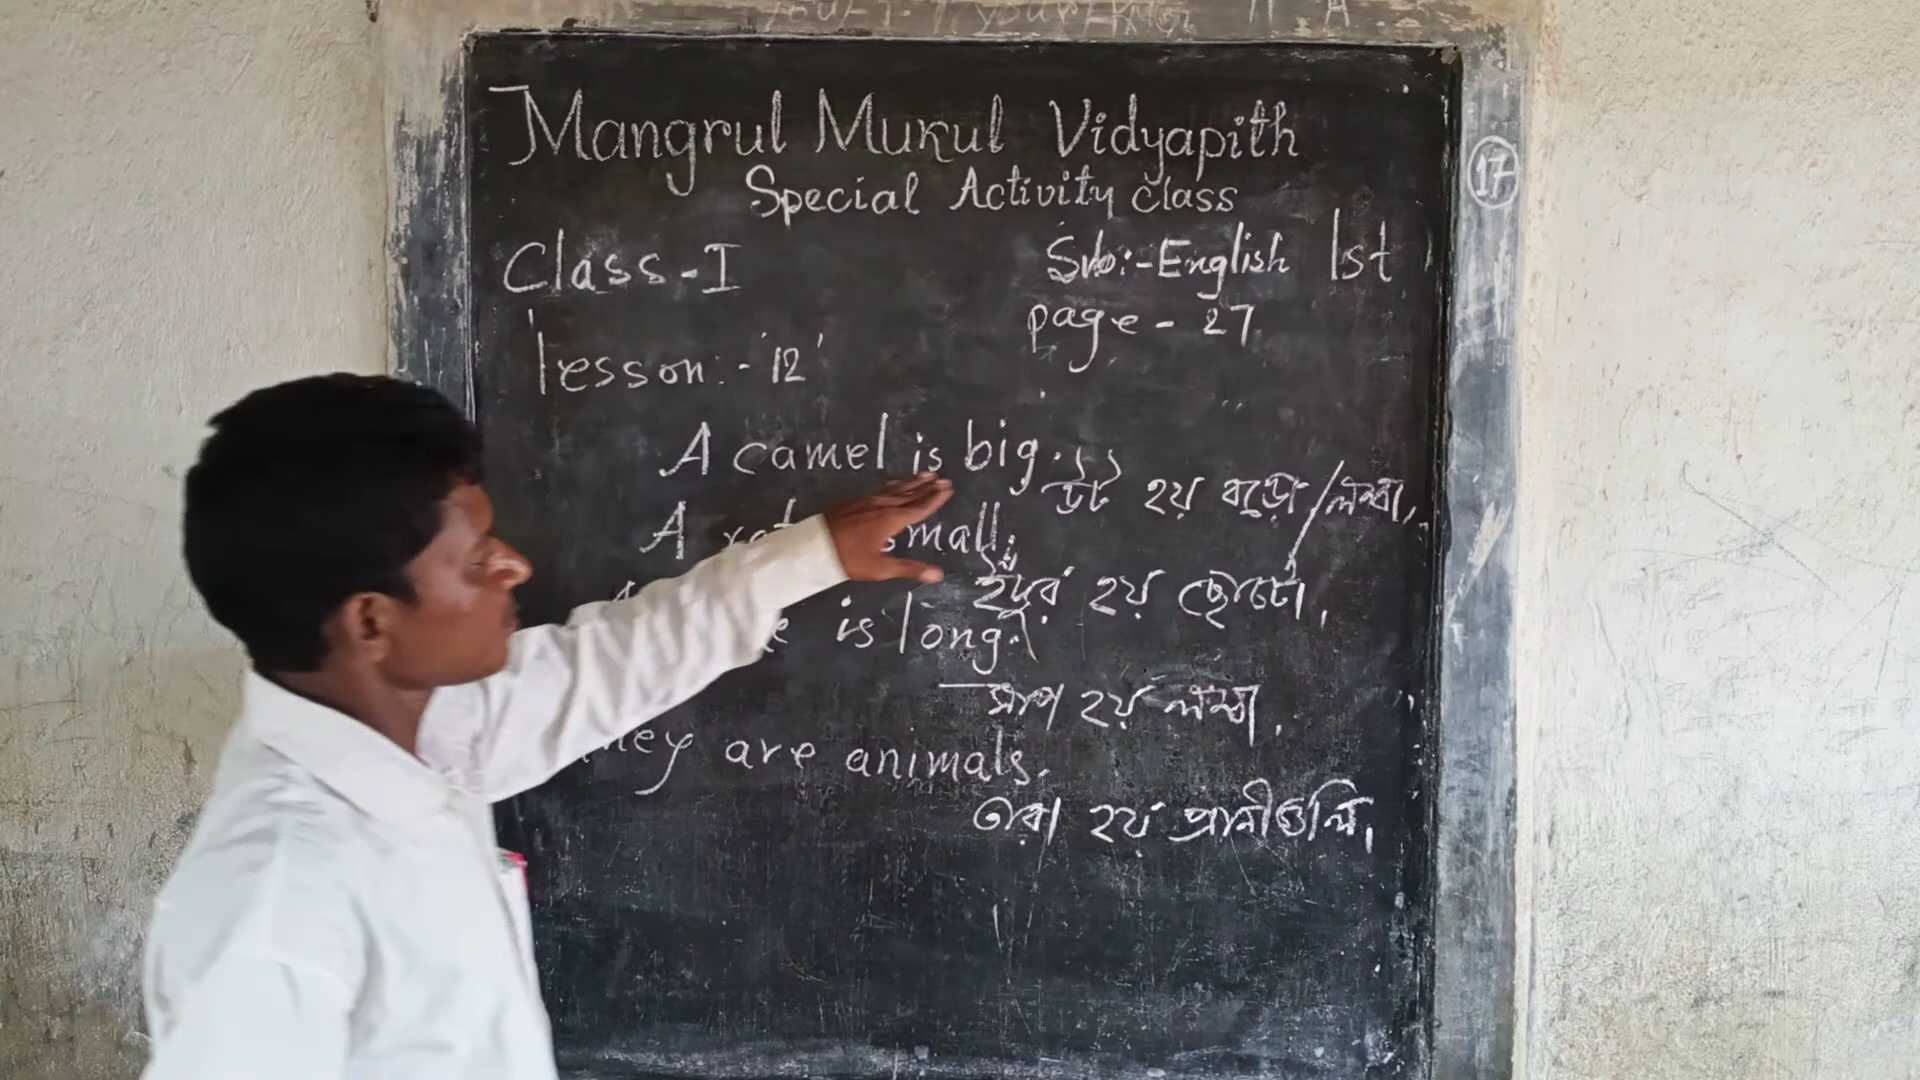 Mangrul Mukul Vidyapith
Special Activity class
17
Class-I
Sub:-English 1st
page - 27
lesson:-'12'
A camel is big.
উট হয় বড়ো/লম্বা,
A small.
ইঁদুর হয় ছোটো,
is long.
সাপ হয় লম্বা,
are animals.
ওরা হয় প্রানীগুলি,